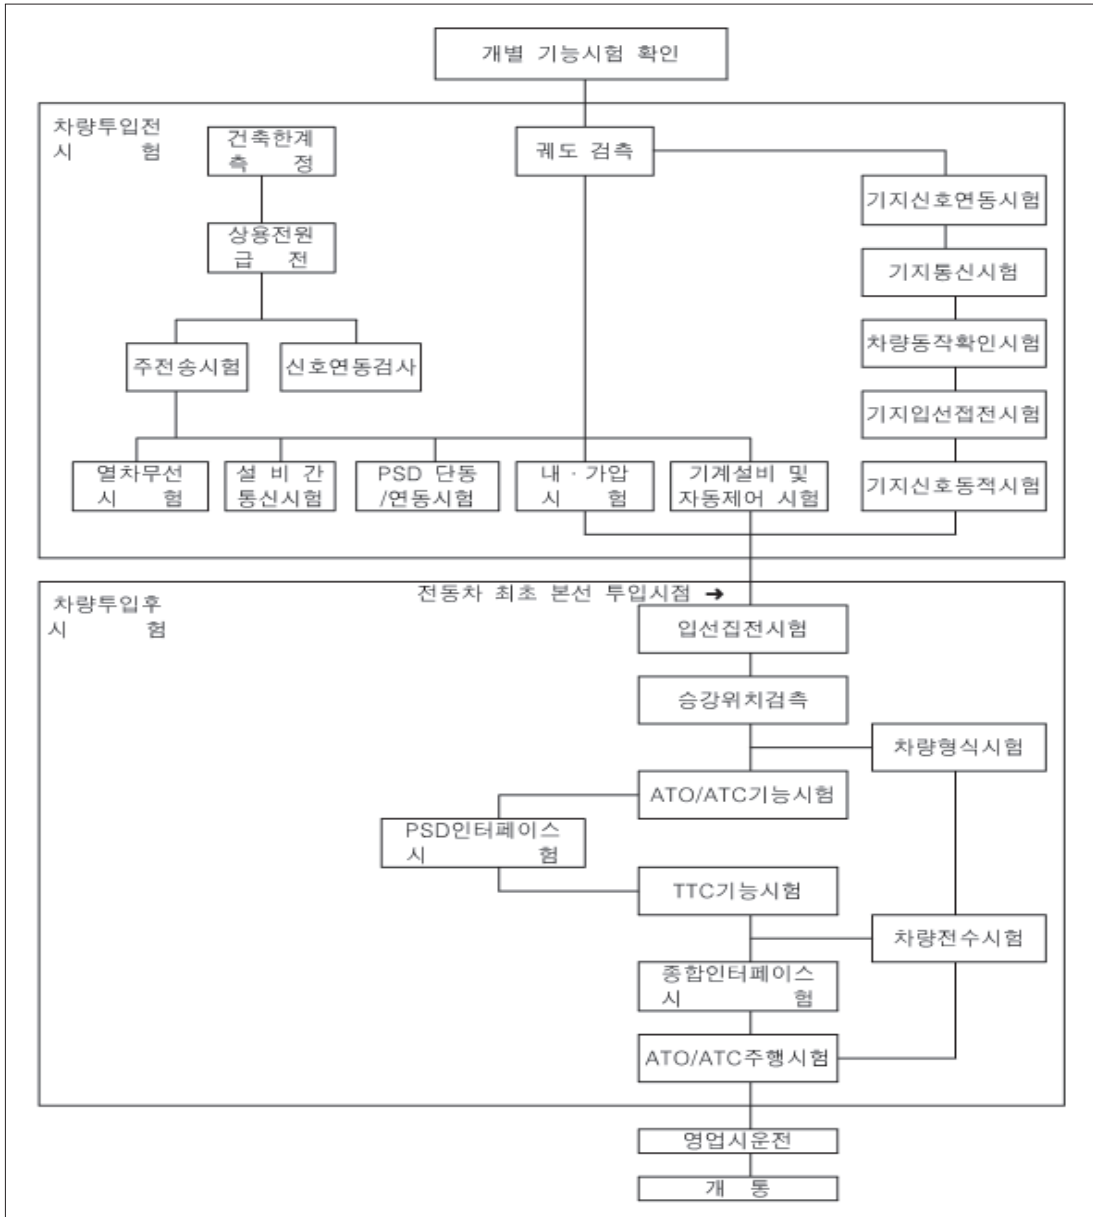 개별 기능시험 확인
차량투입전
시 험
건축한계
측 정
궤도 검측
기지신호연동시험
상용전원
급 전
기지통신시험
주전송시험
신호연동검사
차량동작확인시험
기지입선접전시험
열차무선
시 험
설 비 간
통신시험
PSD 단동
/연동시험
내 · 가압
시 험
기계설비 및
자동제어 시험
기지신호동적시험
차량투입후
시 험
전동차 최초 본선 투입시점 ➔
입선집전시험
승강위치검측
차량형식시험
ATO/ATC기능시험
PSD인터페이스
시 험
TTC기능시험
차량전수시험
종합인터페이스
시 험
ATO/ATC주행시험
영업시운전
개 통